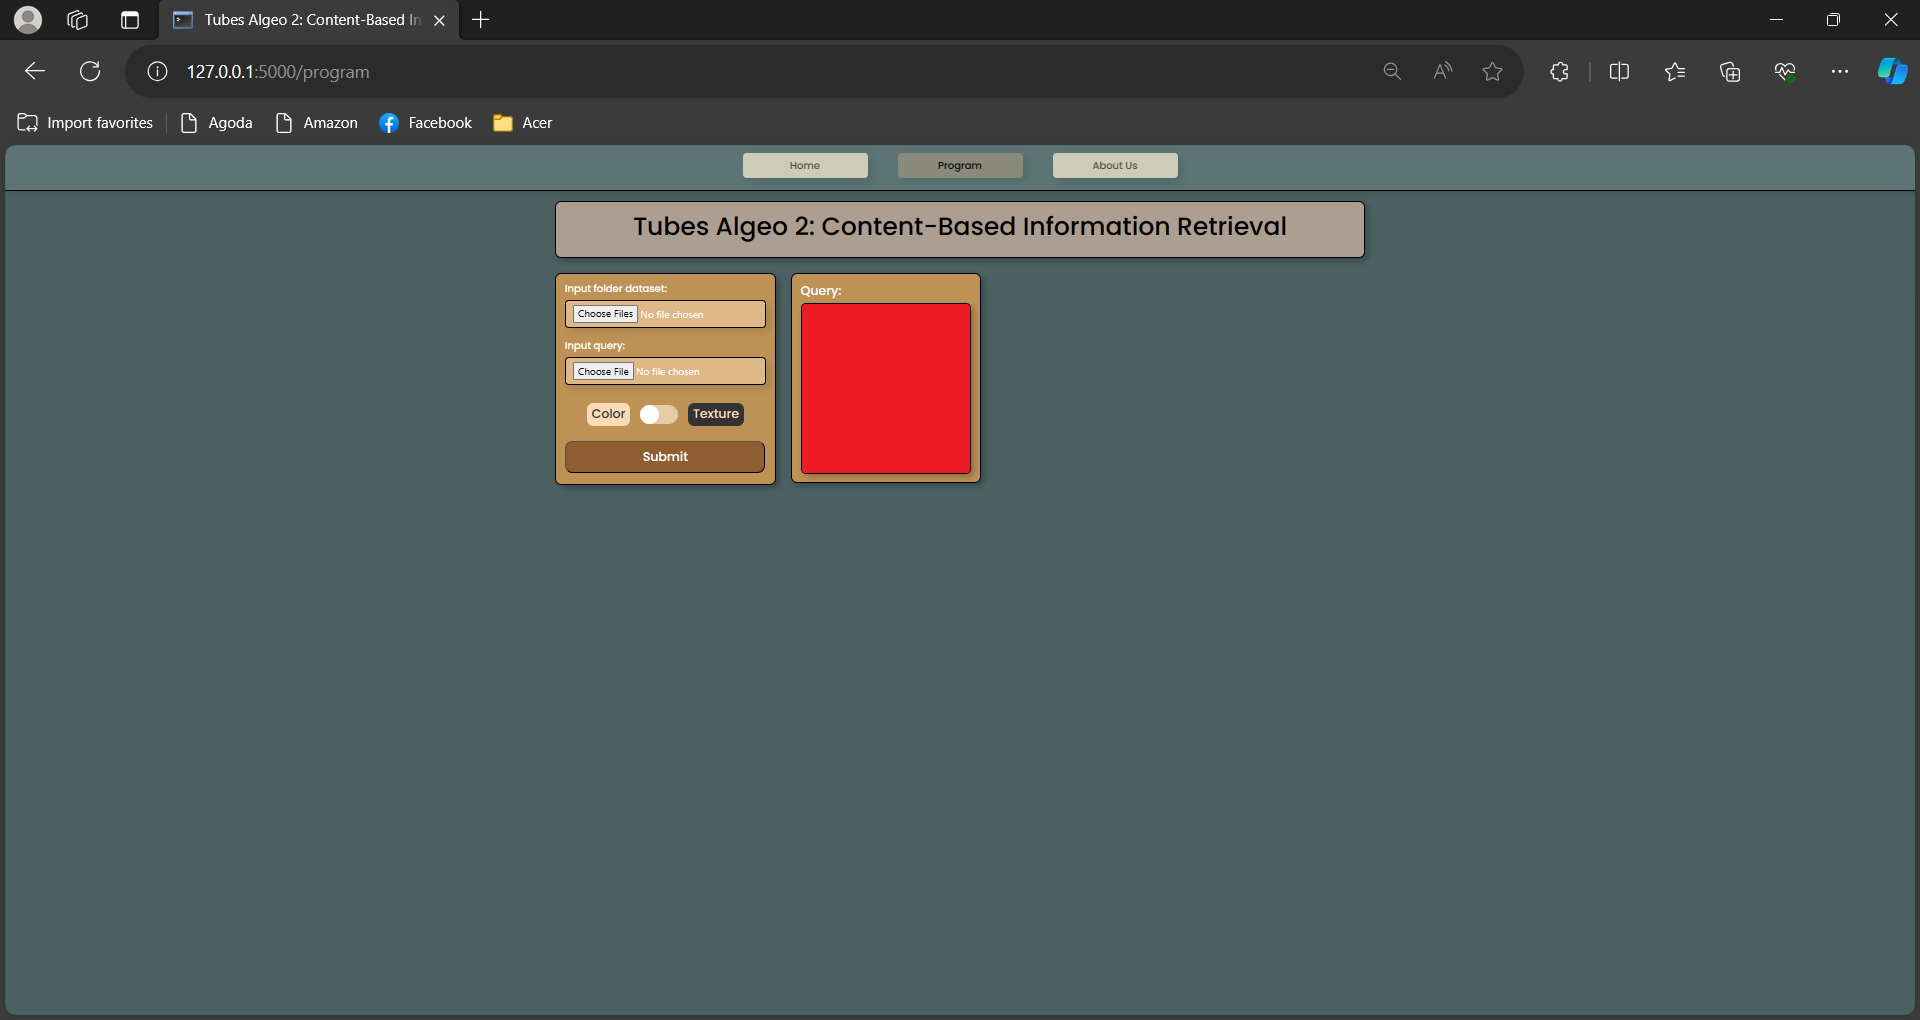 Tubes Algeo 2: Content-Based In
127.0.0.1:5000/program
Import favorites
Agoda
Amazon
Facebook
Acer
Home
Program
About Us
Tubes Algeo 2: Content-Based Information Retrieval
Input folder dataset:
Choose Files No file chosen
Input query:
Choose File No file chosen
Color
Texture
Submit
Query: